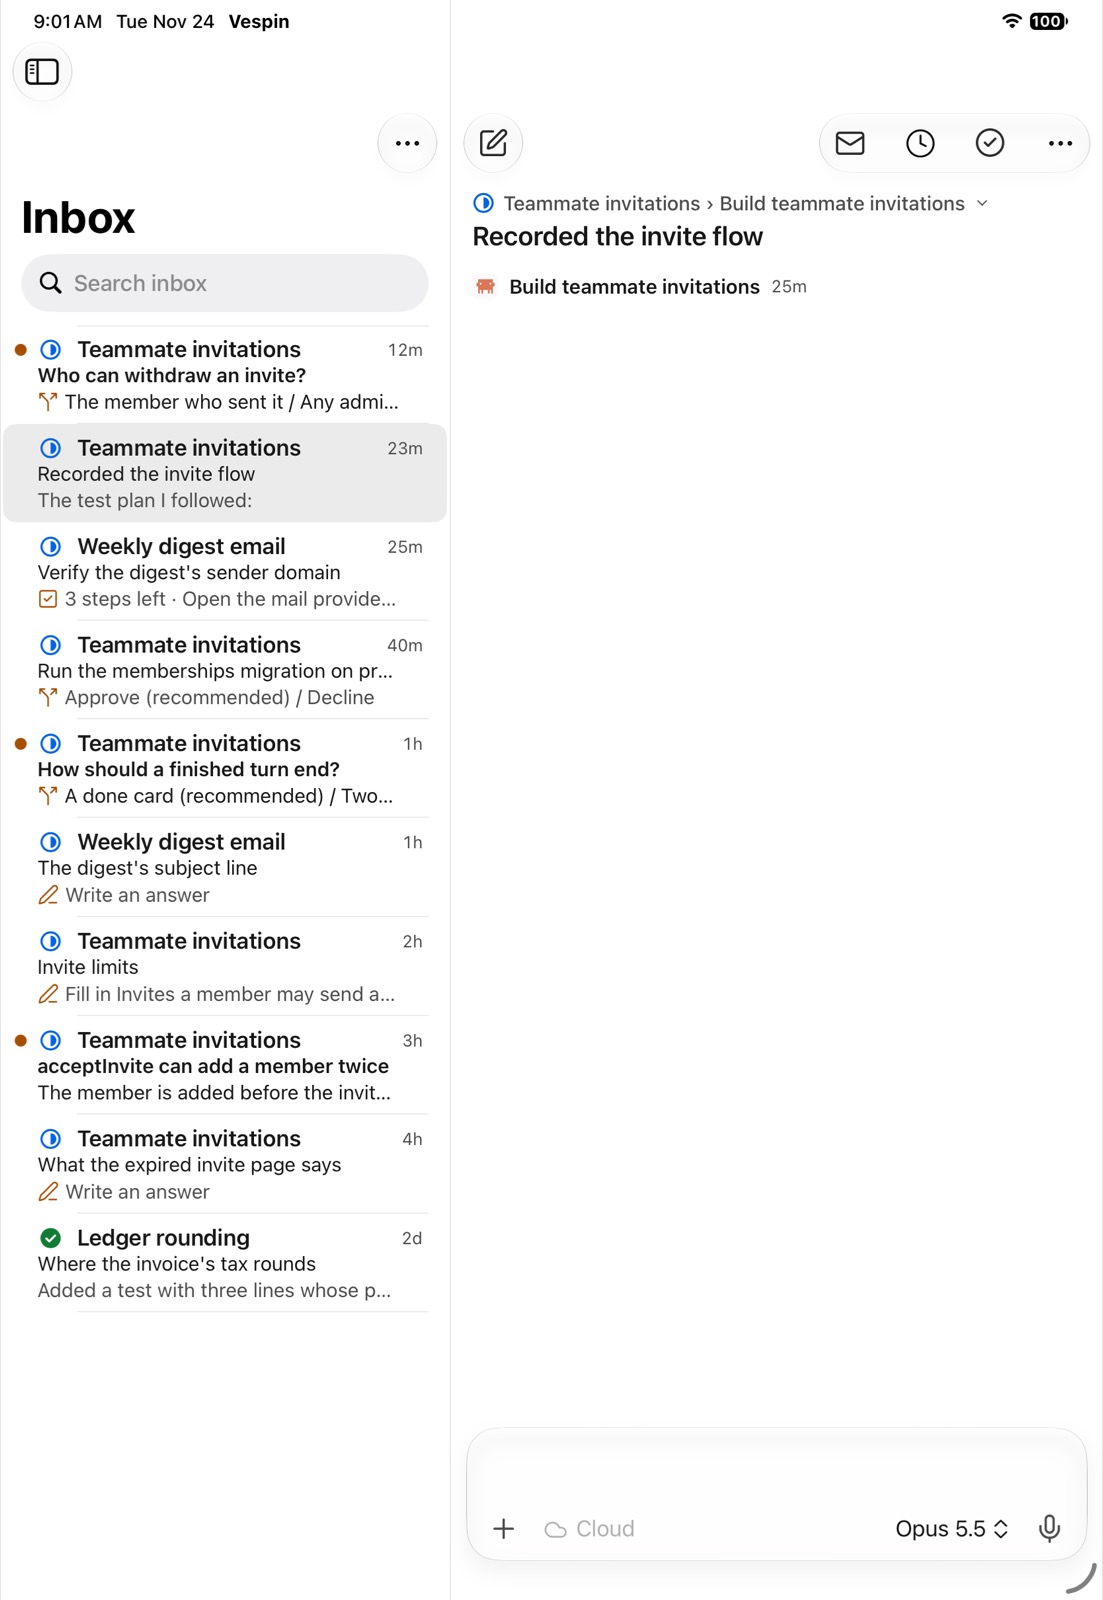 9:01 AM Tue Nov 24 Vespin
100
Inbox
Search inbox
Teammate invitations 12m
Who can withdraw an invite?
The member who sent it / Any admi...
Teammate invitations 23m
Recorded the invite flow
The test plan I followed:
Weekly digest email 25m
Verify the digest's sender domain
3 steps left · Open the mail provide...
Teammate invitations 40m
Run the memberships migration on pr...
Approve (recommended) / Decline
Teammate invitations 1h
How should a finished turn end?
A done card (recommended) / Two...
Weekly digest email 1h
The digest's subject line
Write an answer
Teammate invitations 2h
Invite limits
Fill in Invites a member may send a...
Teammate invitations 3h
acceptInvite can add a member twice
The member is added before the invit...
Teammate invitations 4h
What the expired invite page says
Write an answer
Ledger rounding 2d
Where the invoice's tax rounds
Added a test with three lines whose p...
Teammate invitations › Build teammate invitations
Recorded the invite flow
Build teammate invitations 25m
Cloud
Opus 5.5